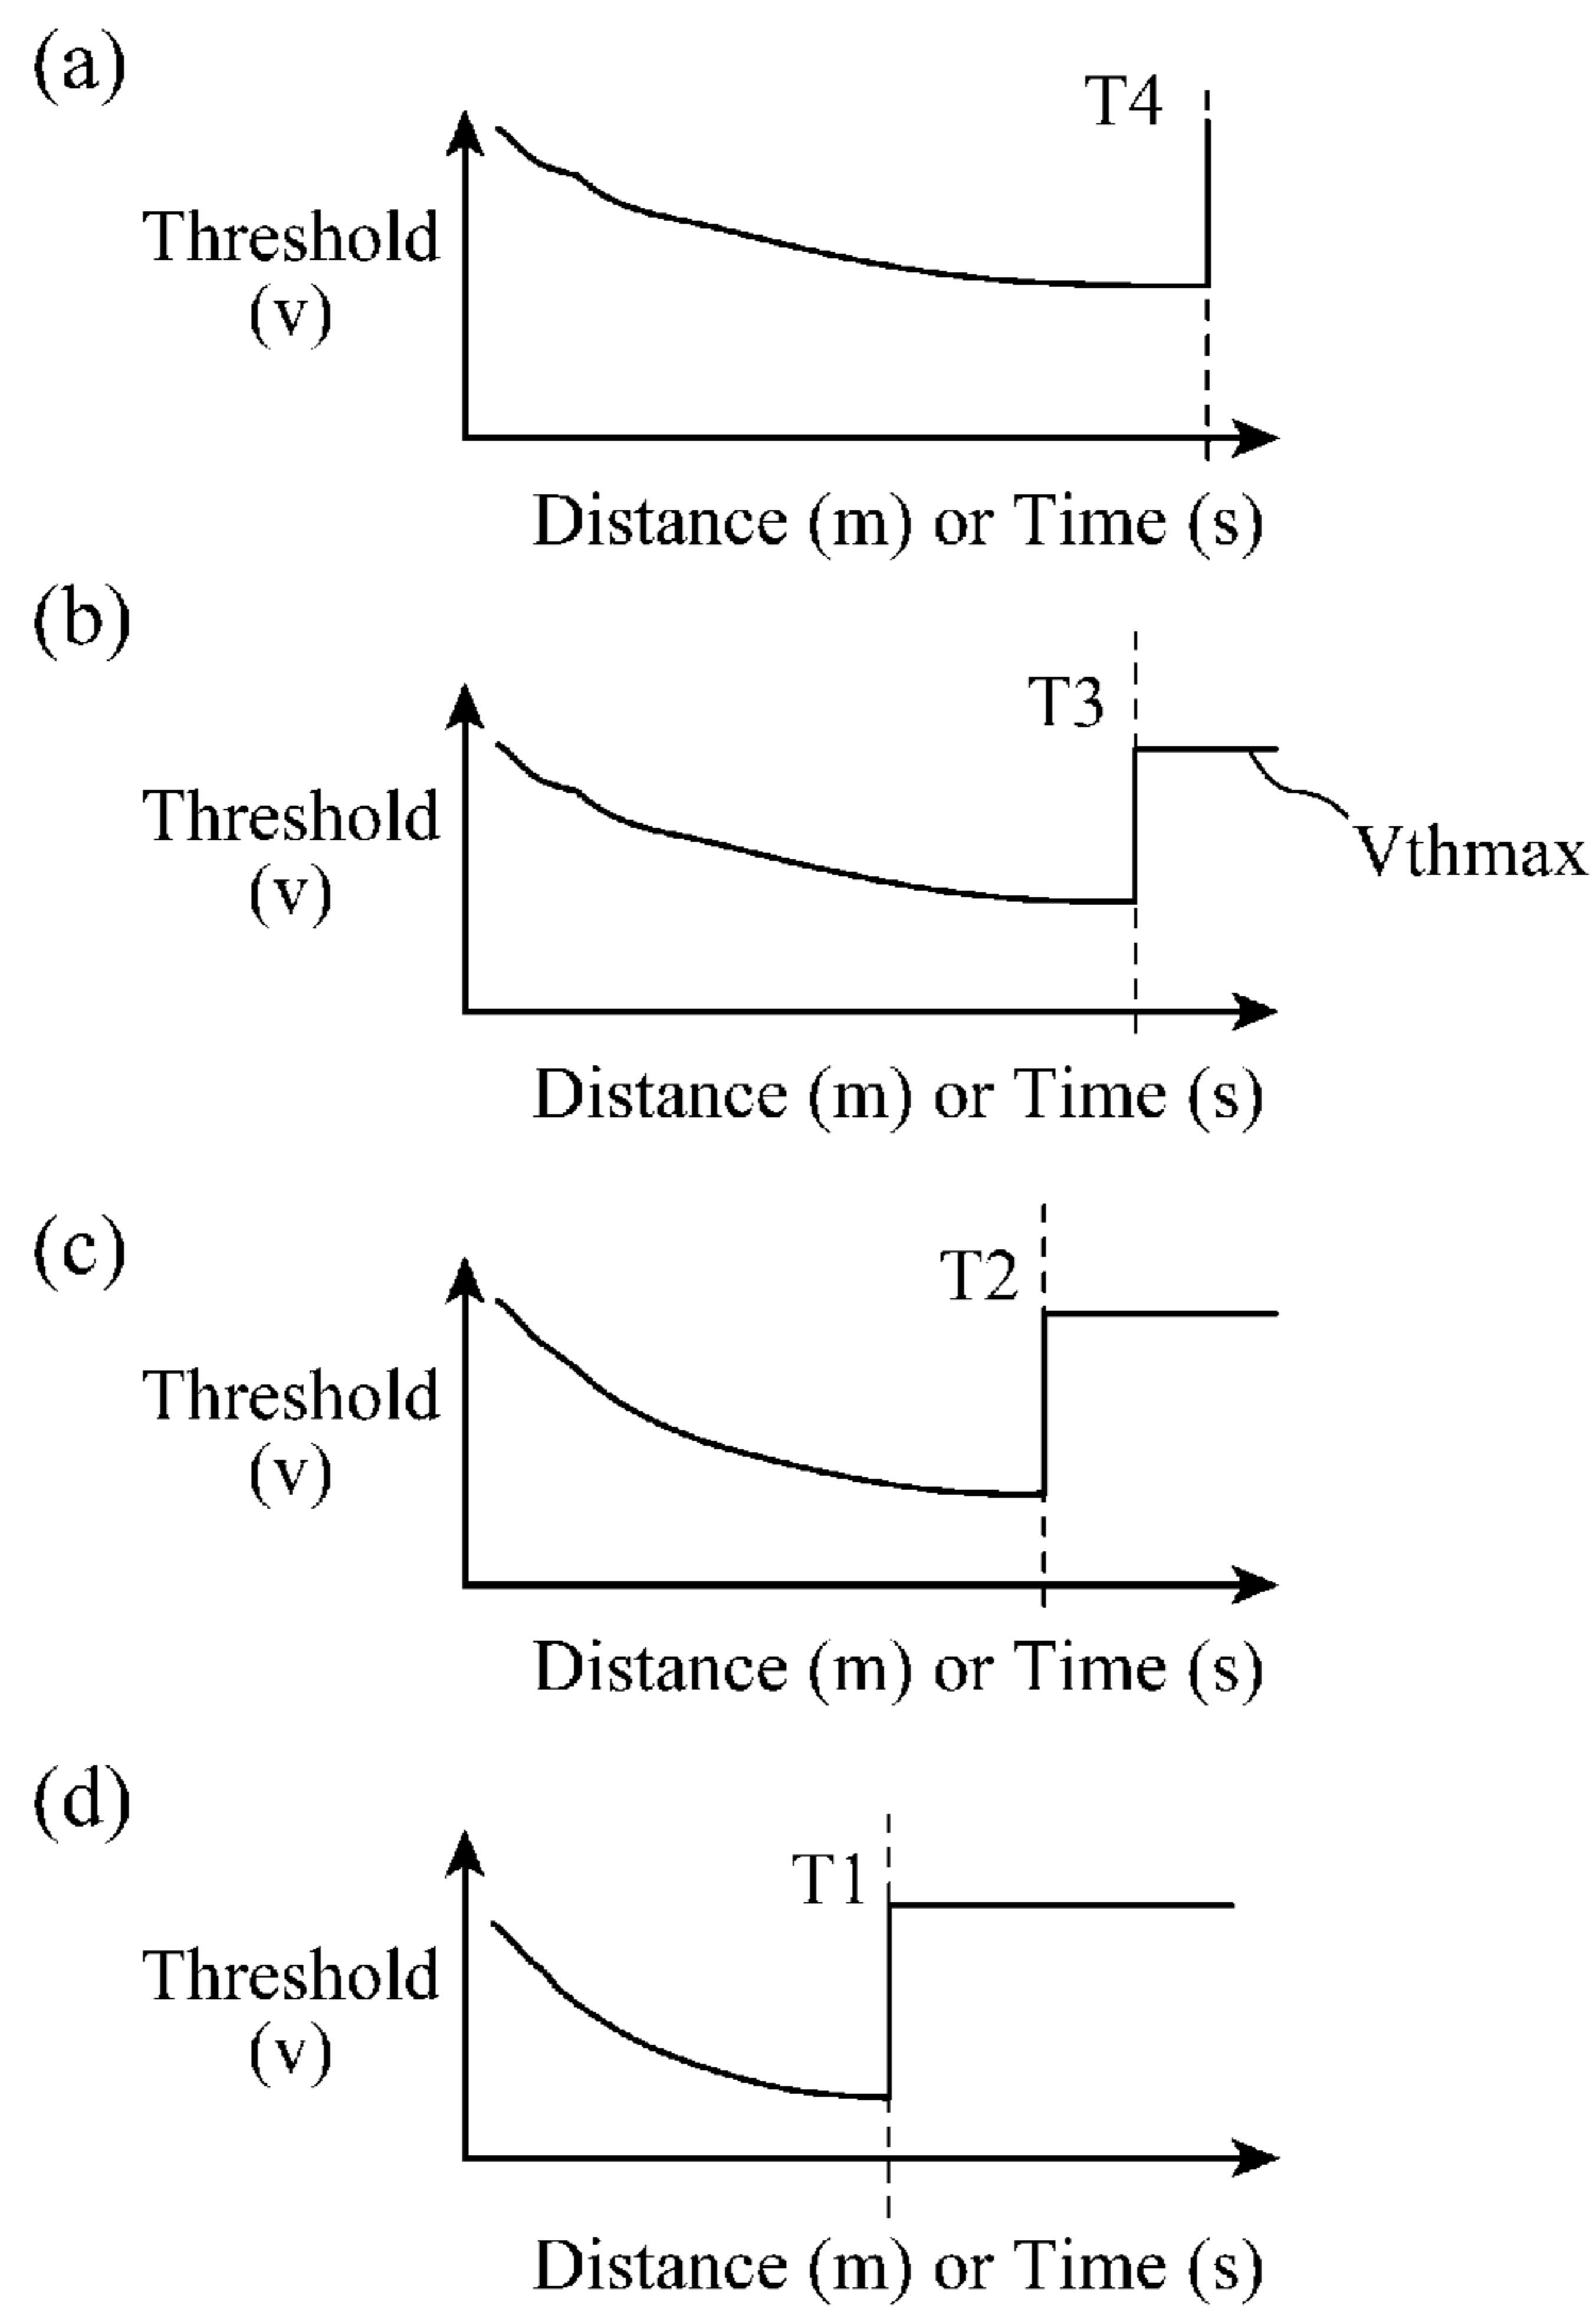 (a)
T4
Threshold
(v)
Distance (m) or Time (s)
(b)
T3
Threshold
(v)
Vthmax
Distance (m) or Time (s)
(c)
T2
Threshold
(v)
Distance (m) or Time (s)
(d)
T1
Threshold
(v)
Distance (m) or Time (s)